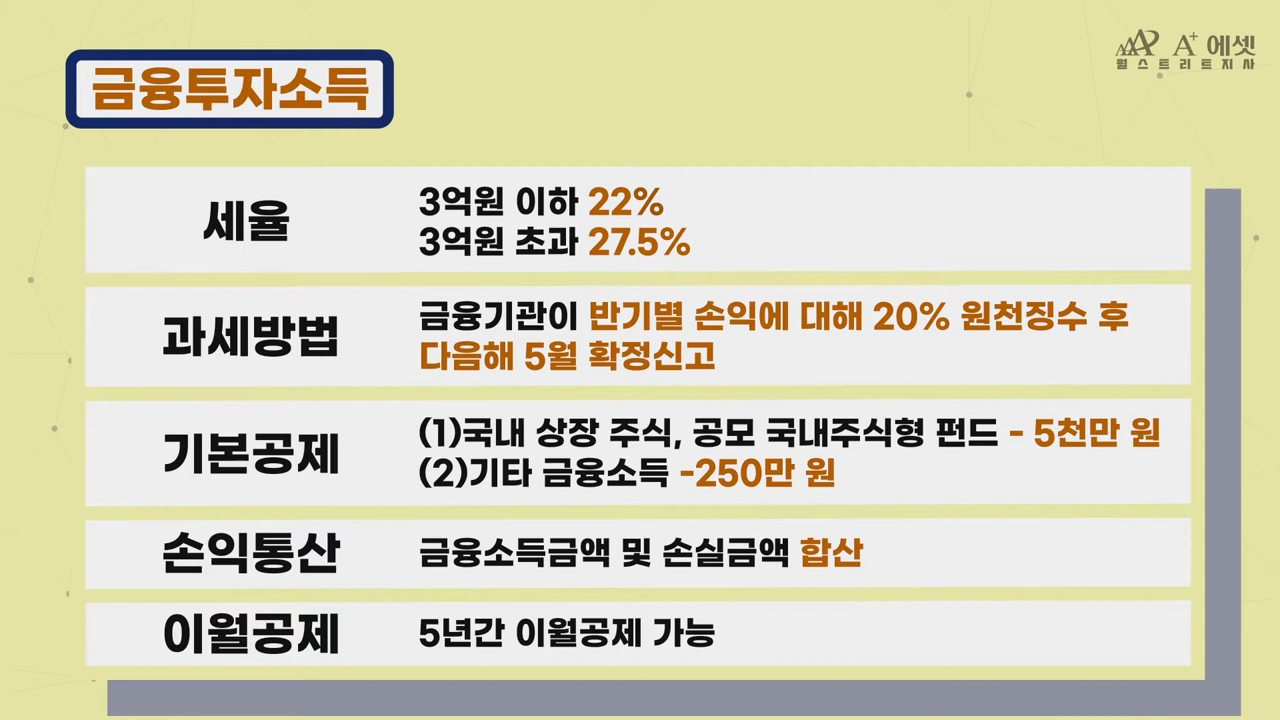 A+ 에셋
월스트리트지사
금융투자소득
세율
3억원 이하 22%
3억원 초과 27.5%
과세방법
금융기관이 반기별 손익에 대해 20% 원천징수 후
다음해 5월 확정신고
기본공제
(1)국내 상장 주식, 공모 국내주식형 펀드 - 5천만 원
(2)기타 금융소득 -250만 원
손익통산
금융소득금액 및 손실금액 합산
이월공제
5년간 이월공제 가능